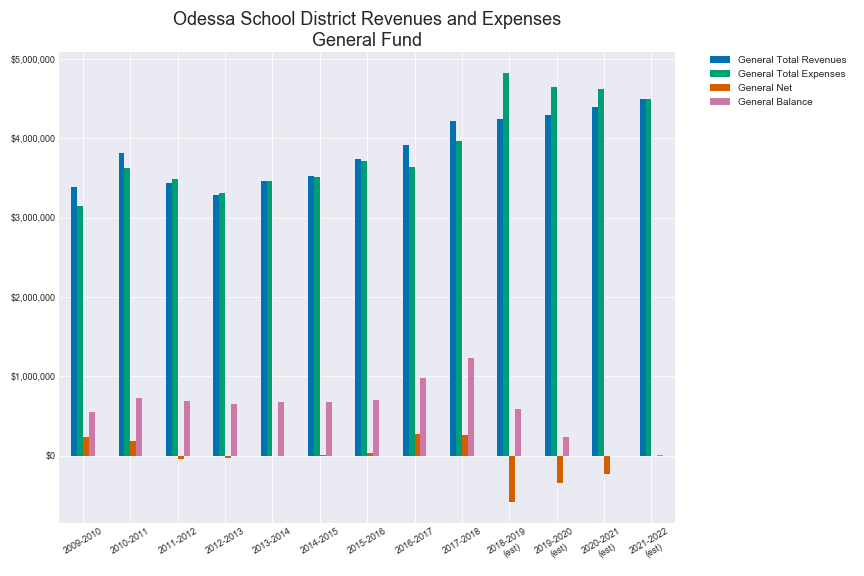 Odessa School District Revenues and Expenses
General Fund
General Total Revenues
General Total Expenses
General Net
General Balance
$5,000,000
$4,000,000
$3,000,000
$2,000,000
$1,000,000
$0
2009-2010
2010-2011
2011-2012
2012-2013
2013-2014
2014-2015
2015-2016
2016-2017
2017-2018
2018-2019
(est)
2019-2020
(est)
2020-2021
(est)
2021-2022
(est)